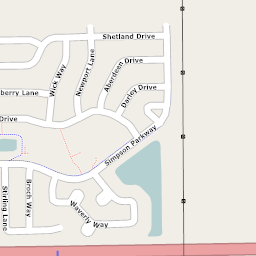 Shetland Drive
Wick Way
Newport Lane
Aberdeen Drive
berry Lane
Darley Drive
Drive
Simpson Parkway
Stirling Lane
Broch Way
Waverly Way